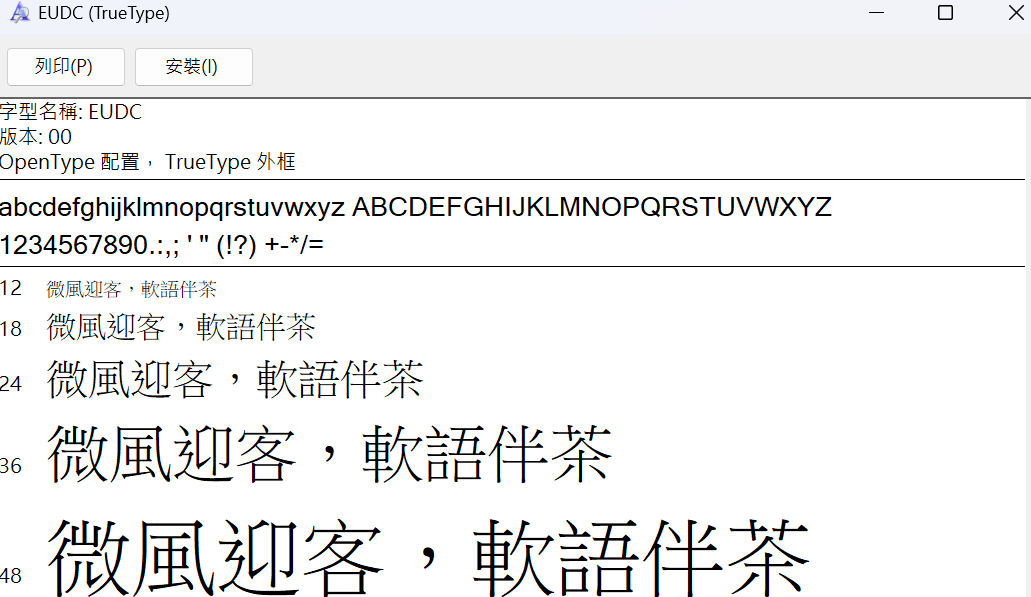 EUDC (TrueType)
列印(P) 安裝(I)
字型名稱: EUDC
版本: 00
OpenType 配置， TrueType 外框
abcdefghijklmnopqrstuvwxyz ABCDEFGHIJKLMNOPQRSTUVWXYZ
1234567890.:,; ' " (!?) +-*/=
12 微風迎客，軟語伴茶
18 微風迎客，軟語伴茶
24 微風迎客，軟語伴茶
36 微風迎客，軟語伴茶
48 微風迎客，軟語伴茶